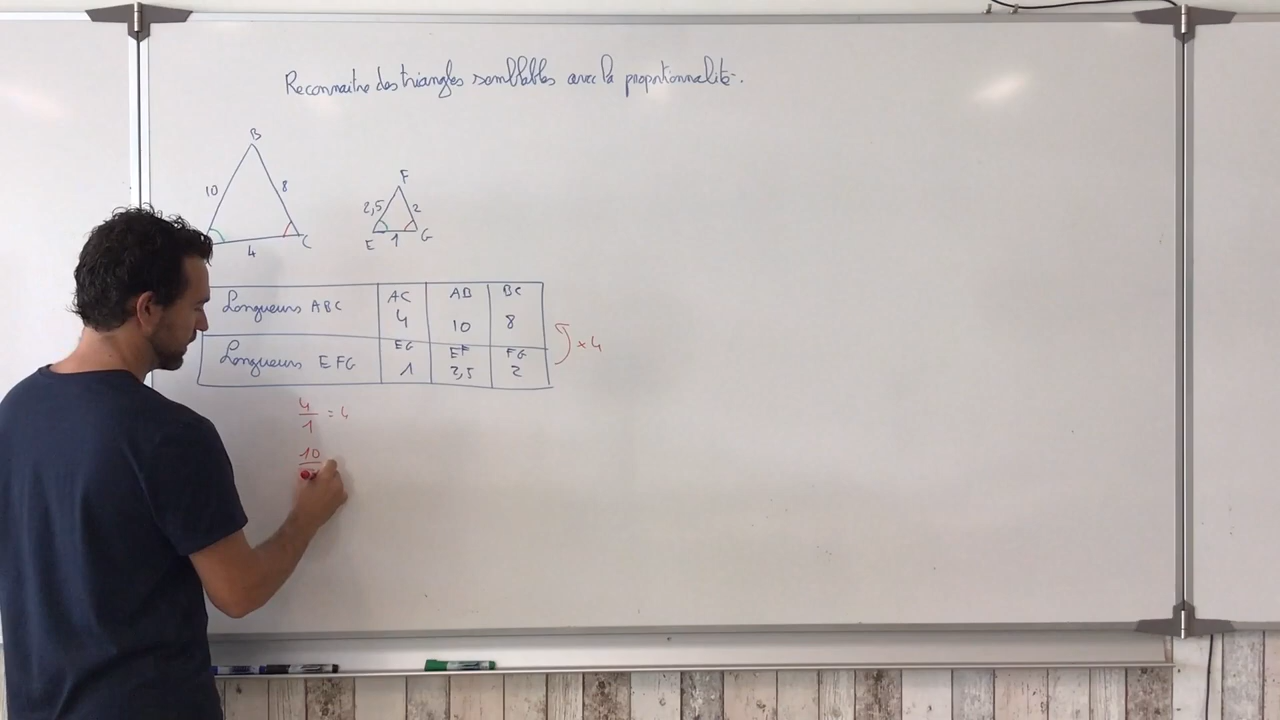 Reconnaitre des triangles semblables avec la proportionnalité.
B
10 8
C
4
F
2,5 2
E 1 G
Longueurs ABC AC AB BC
4 10 8
Longueurs EFG EG EF FG
1 2,5 2
× 4
4/1 = 4
10